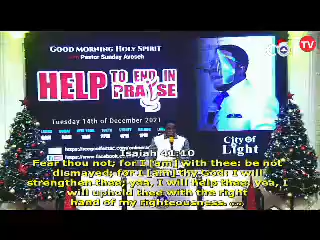 GOOD MORNING HOLY SPIRIT
with Pastor Sunday Ayoseh
TV
HELP TO END IN
PRAISE
Tuesday 14th of December 2021
City Of
Light
Isaiah 41:10
Fear thou not; for I [am] with thee: be not
dismayed; for I [am] thy God: I will
strengthen thee; yea, I will help thee; yea, I
will uphold thee with the right
hand of my righteousness.